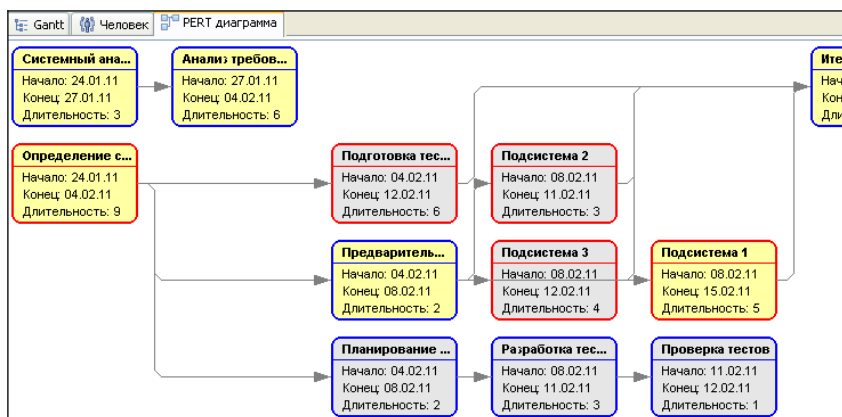 Gantt Человек PERT диаграмма
Системный ана...
Начало: 24.01.11
Конец: 27.01.11
Длительность: 3
Анализ требов...
Начало: 27.01.11
Конец: 04.02.11
Длительность: 6
Ите
Нач
Кон
Дли
Определение с...
Начало: 24.01.11
Конец: 04.02.11
Длительность: 9
Подготовка тес...
Начало: 04.02.11
Конец: 12.02.11
Длительность: 6
Подсистема 2
Начало: 08.02.11
Конец: 11.02.11
Длительность: 3
Предваритель...
Начало: 04.02.11
Конец: 08.02.11
Длительность: 2
Подсистема 3
Начало: 08.02.11
Конец: 12.02.11
Длительность: 4
Подсистема 1
Начало: 08.02.11
Конец: 15.02.11
Длительность: 5
Планирование ...
Начало: 04.02.11
Конец: 08.02.11
Длительность: 2
Разработка тес...
Начало: 08.02.11
Конец: 11.02.11
Длительность: 3
Проверка тестов
Начало: 11.02.11
Конец: 12.02.11
Длительность: 1